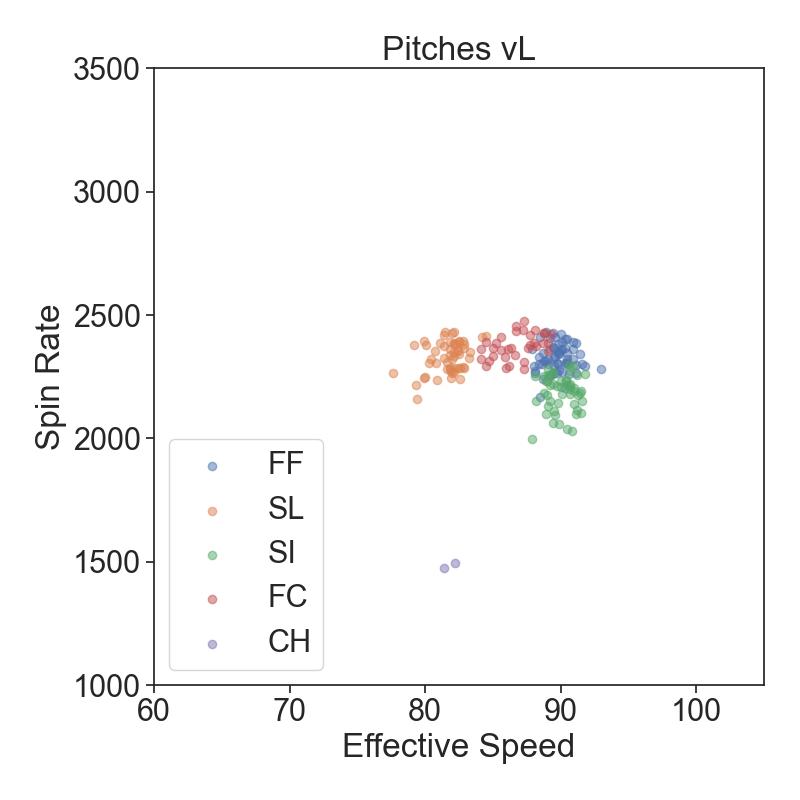 Pitches vL
3500
3000
2500
2000
1500
1000
Spin Rate
FF
SL
SI
FC
CH
60 70 80 90 100
Effective Speed